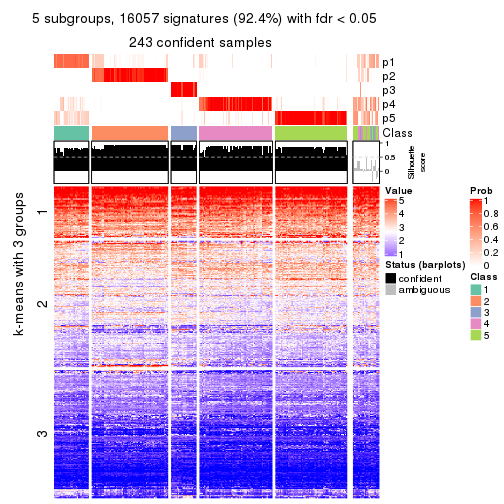 5 subgroups, 16057 signatures (92.4%) with fdr < 0.05
243 confident samples
p1
p2
p3
p4
p5
Class
1
0.5
0
Silhouette
score
k-means with 3 groups
1
2
3
Value
5
4
3
2
1
Status (barplots)
confident
ambiguous
Prob
1
0.8
0.6
0.4
0.2
0
Class
1
2
3
4
5